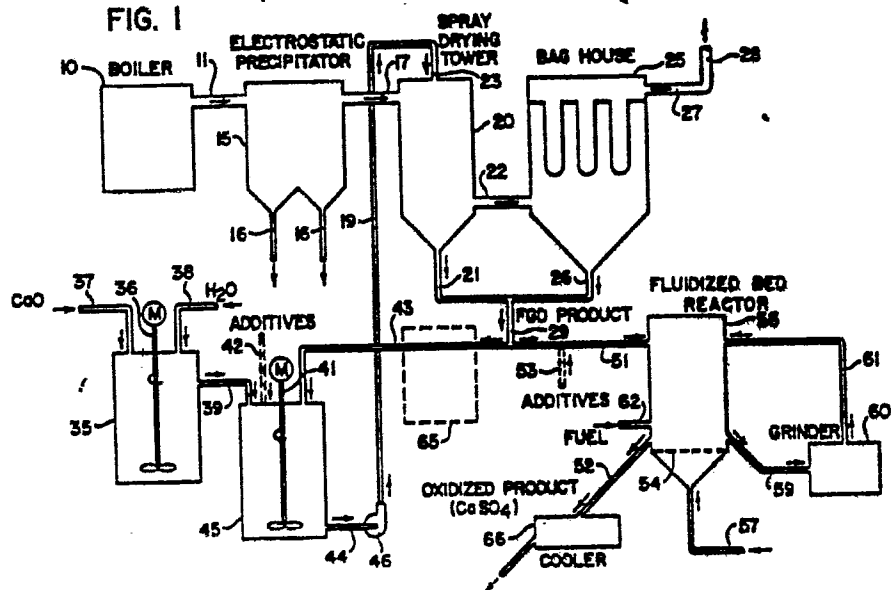 FIG. 1
10
BOILER
11
ELECTROSTATIC
PRECIPITATOR
17
SPRAY
DRYING
TOWER
23
BAG HOUSE
25
28
27
15
20
22
16
16
19
21
26
37
CaO
36
M
38
H2O
ADDITIVES
42
M
41
43
FGD PRODUCT
29
FLUIDIZED BED
REACTOR
56
51
53
ADDITIVES
61
62
FUEL
65
39
35
52
54
GRINDER
60
59
OXIDIZED PRODUCT
(CaSO4)
45
44
46
66
COOLER
57